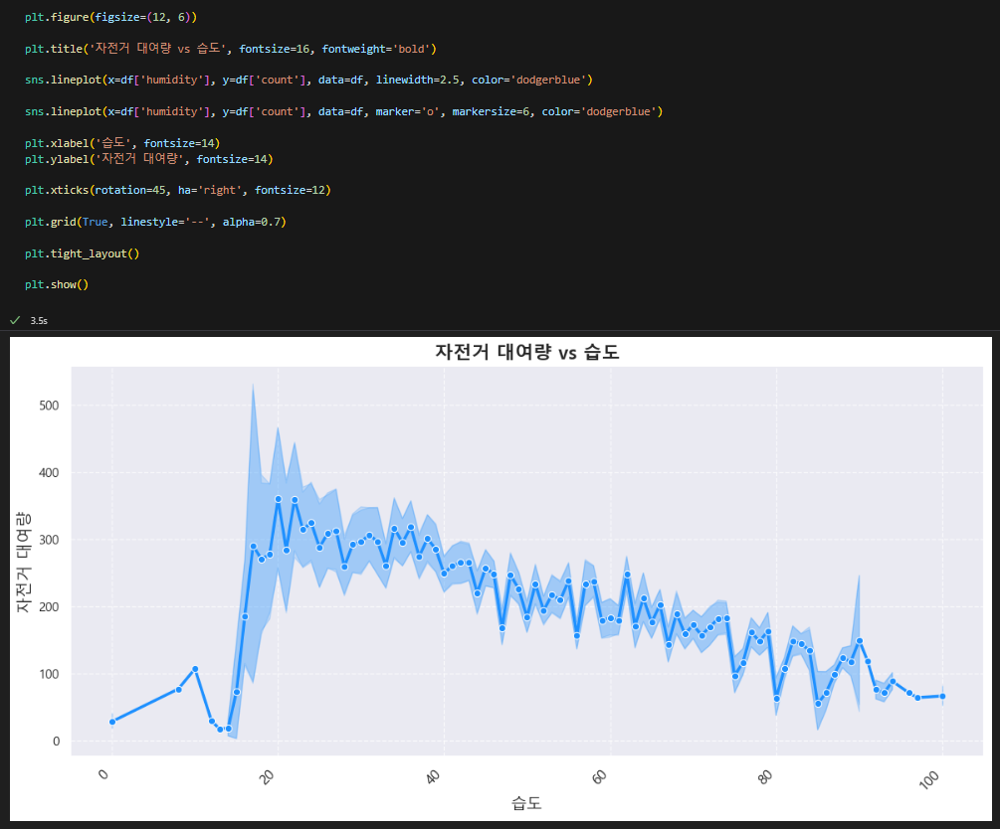 plt.figure(figsize=(12, 6))
plt.title('자전거 대여량 vs 습도', fontsize=16, fontweight='bold')
sns.lineplot(x=df['humidity'], y=df['count'], data=df, linewidth=2.5, color='dodgerblue')
sns.lineplot(x=df['humidity'], y=df['count'], data=df, marker='o', markersize=6, color='dodgerblue')
plt.xlabel('습도', fontsize=14)
plt.ylabel('자전거 대여량', fontsize=14)
plt.xticks(rotation=45, ha='right', fontsize=12)
plt.grid(True, linestyle='--', alpha=0.7)
plt.tight_layout()
plt.show()
3.5s
자전거 대여량 vs 습도
자전거 대여량
500
400
300
200
100
0
0 20 40 60 80 100
습도